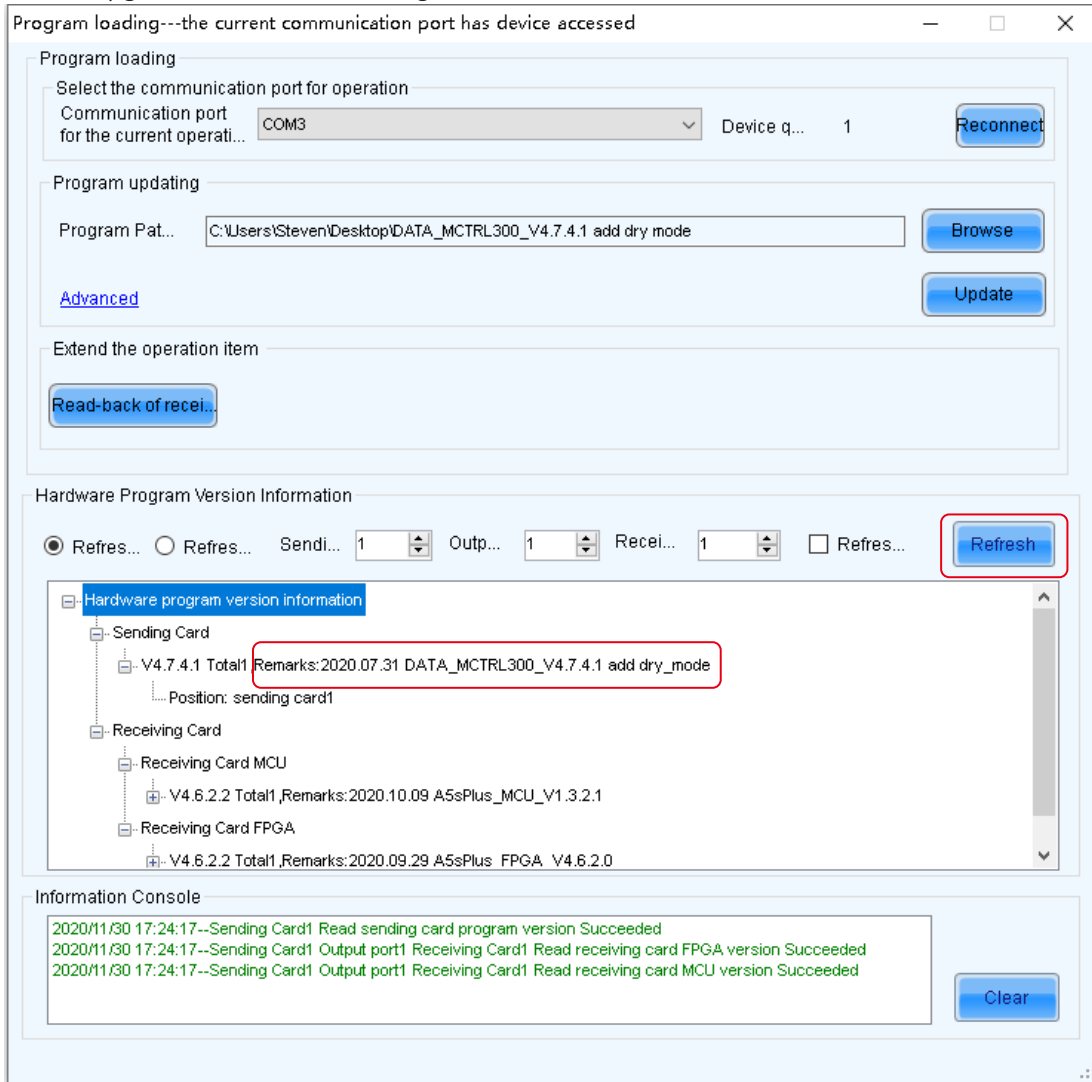 Program loading---the current communication port has device accessed
Program loading
Select the communication port for operation
Communication port
for the current operati...
COM3
Device q...
1
Reconnect
Program updating
Program Pat...
C:\Users\Steven\Desktop\DATA_MCTRL300_V4.7.4.1 add dry mode
Browse
Advanced
Update
Extend the operation item
Read-back of recei...
Hardware Program Version Information
Refres...
Refres...
Sendi...
1
Outp...
1
Recei...
1
Refres...
Refresh
Hardware program version information
Sending Card
V4.7.4.1 Total1 ,Remarks:2020.07.31 DATA_MCTRL300_V4.7.4.1 add dry_mode
Position: sending card1
Receiving Card
Receiving Card MCU
V4.6.2.2 Total1 ,Remarks:2020.10.09 A5sPlus_MCU_V1.3.2.1
Receiving Card FPGA
V4.6.2.2 Total1 ,Remarks:2020.09.29 A5sPlus_FPGA_V4.6.2.0
Information Console
2020/11/30 17:24:17--Sending Card1 Read sending card program version Succeeded
2020/11/30 17:24:17--Sending Card1 Output port1 Receiving Card1 Read receiving card FPGA version Succeeded
2020/11/30 17:24:17--Sending Card1 Output port1 Receiving Card1 Read receiving card MCU version Succeeded
Clear